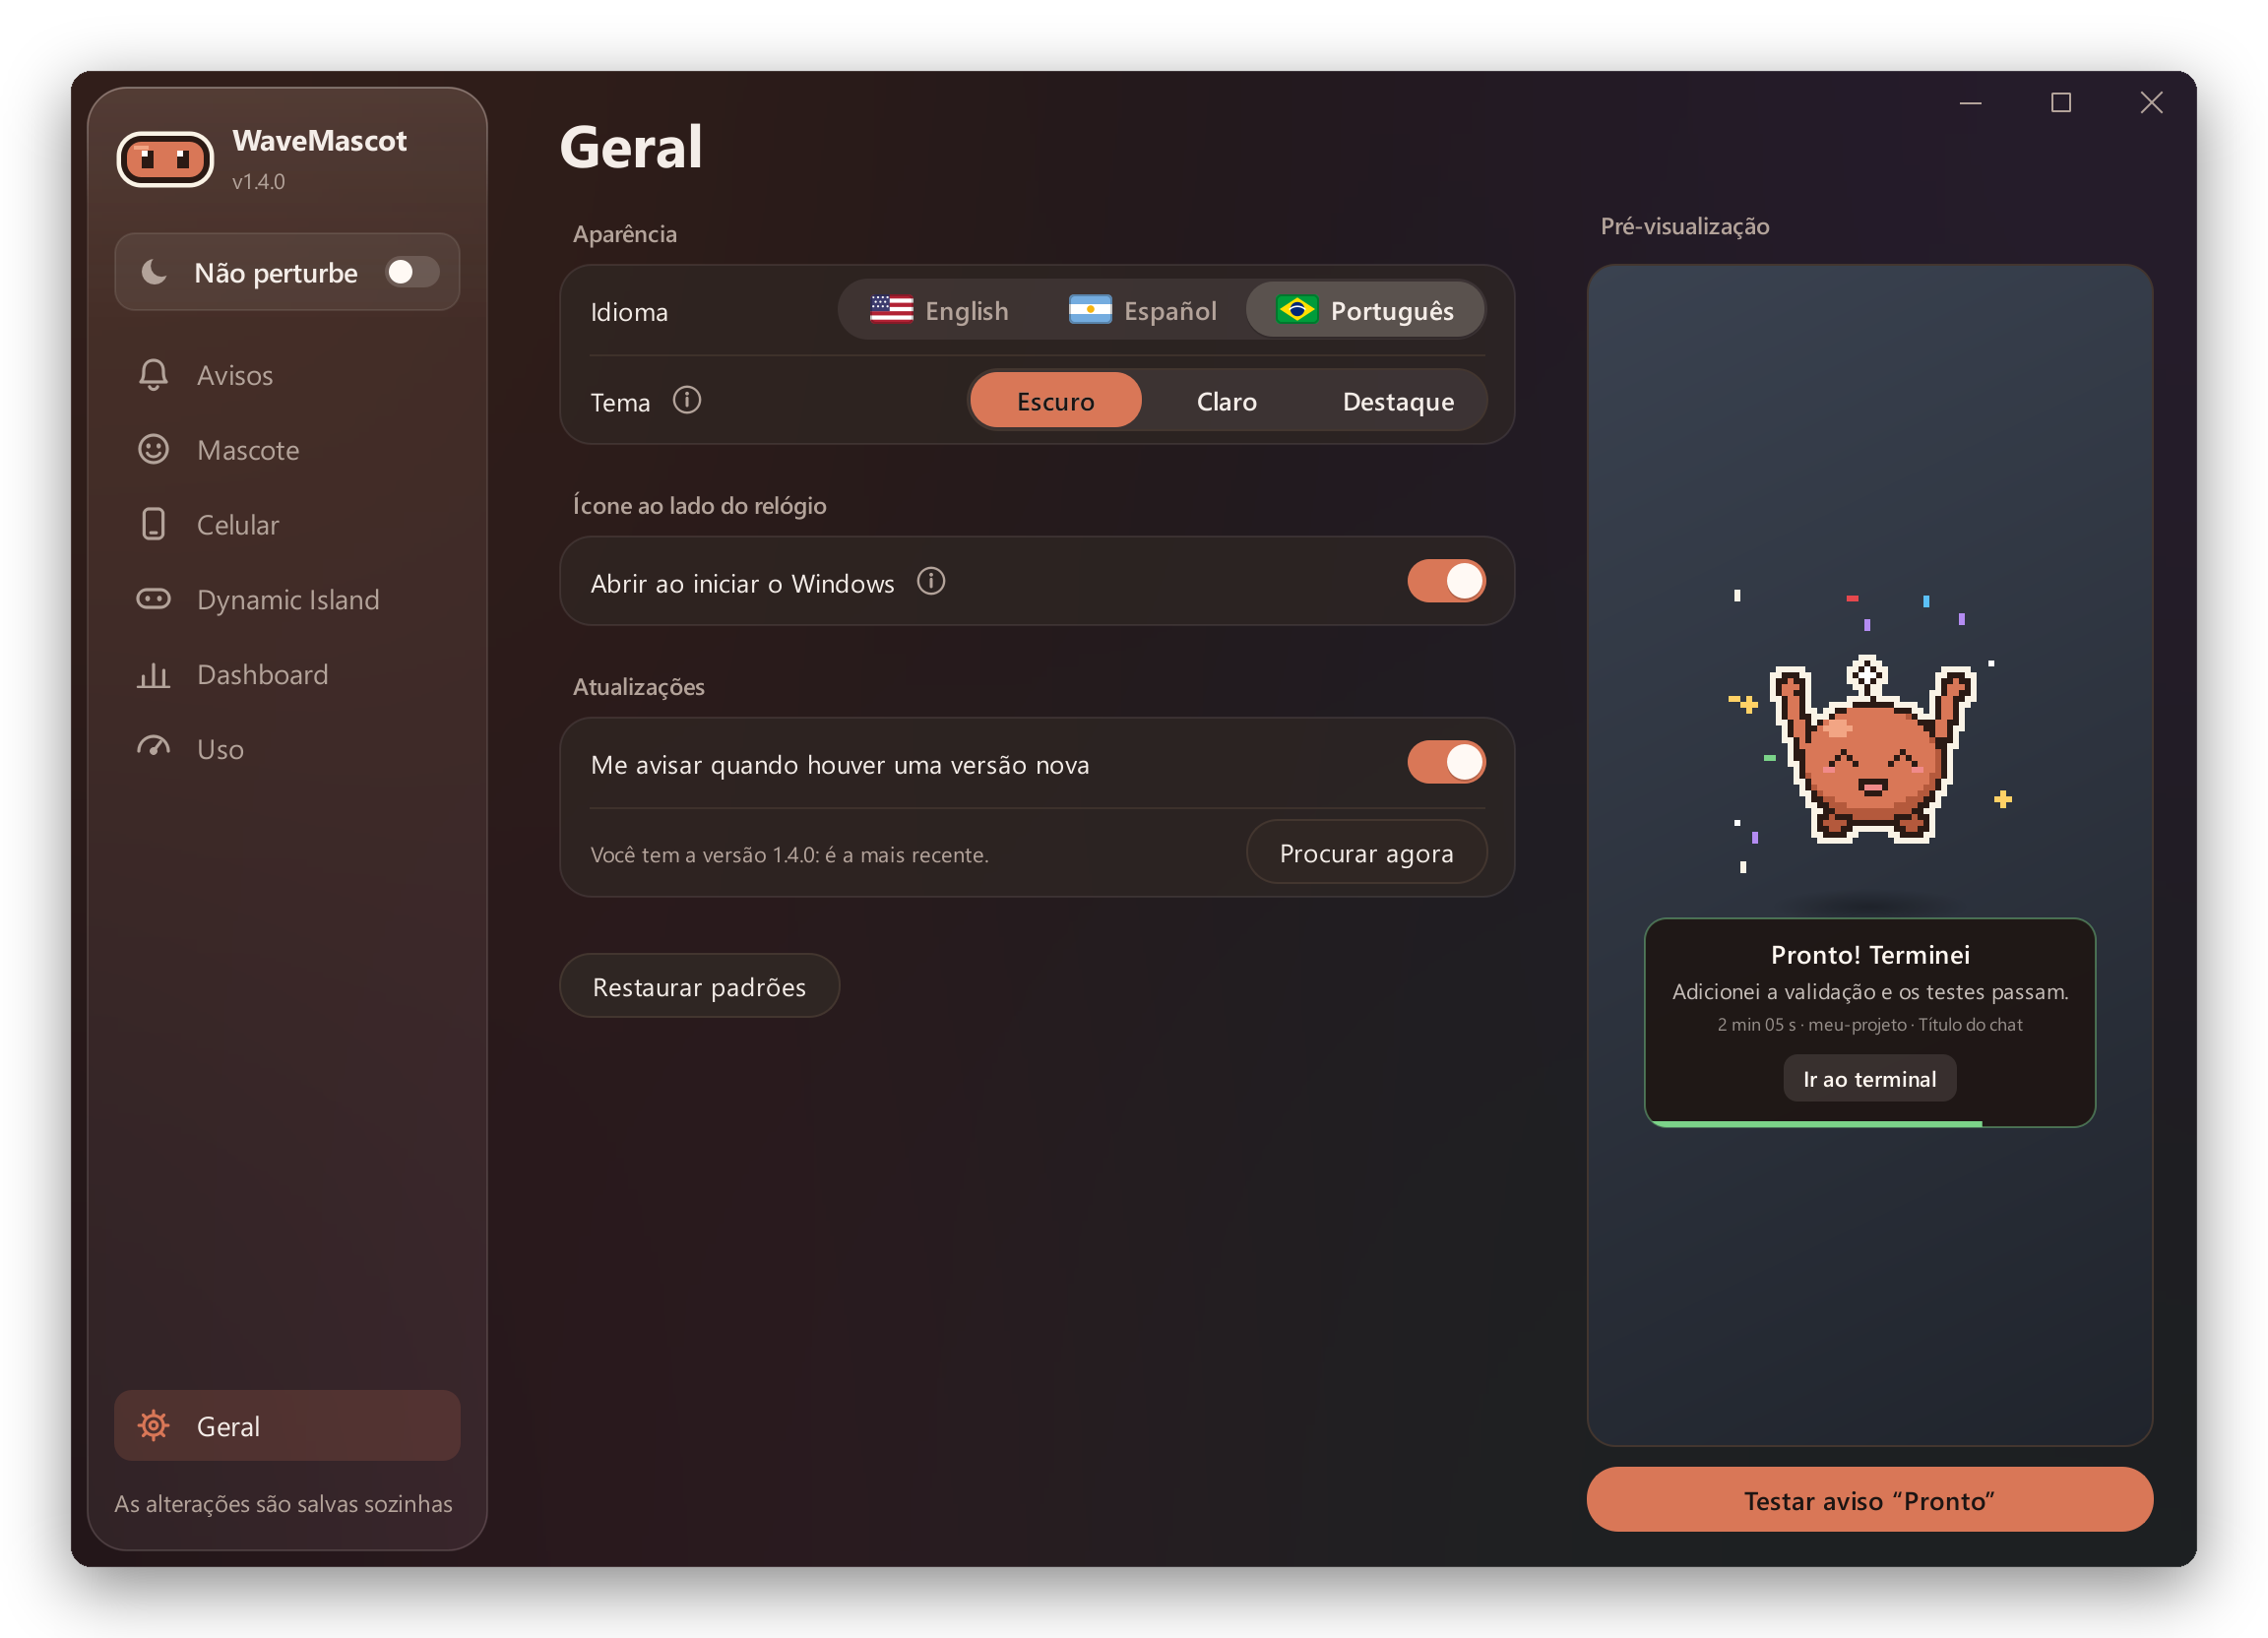 WaveMascot
v1.4.0
Não perturbe
Avisos
Mascote
Celular
Dynamic Island
Dashboard
Uso
Geral
As alterações são salvas sozinhas
Geral
Aparência
Idioma
English
Español
Português
Tema
Escuro
Claro
Destaque
Ícone ao lado do relógio
Abrir ao iniciar o Windows
Atualizações
Me avisar quando houver uma versão nova
Você tem a versão 1.4.0: é a mais recente.
Procurar agora
Restaurar padrões
Pré-visualização
Pronto! Terminei
Adicionei a validação e os testes passam.
2 min 05 s · meu-projeto · Título do chat
Ir ao terminal
Testar aviso “Pronto”